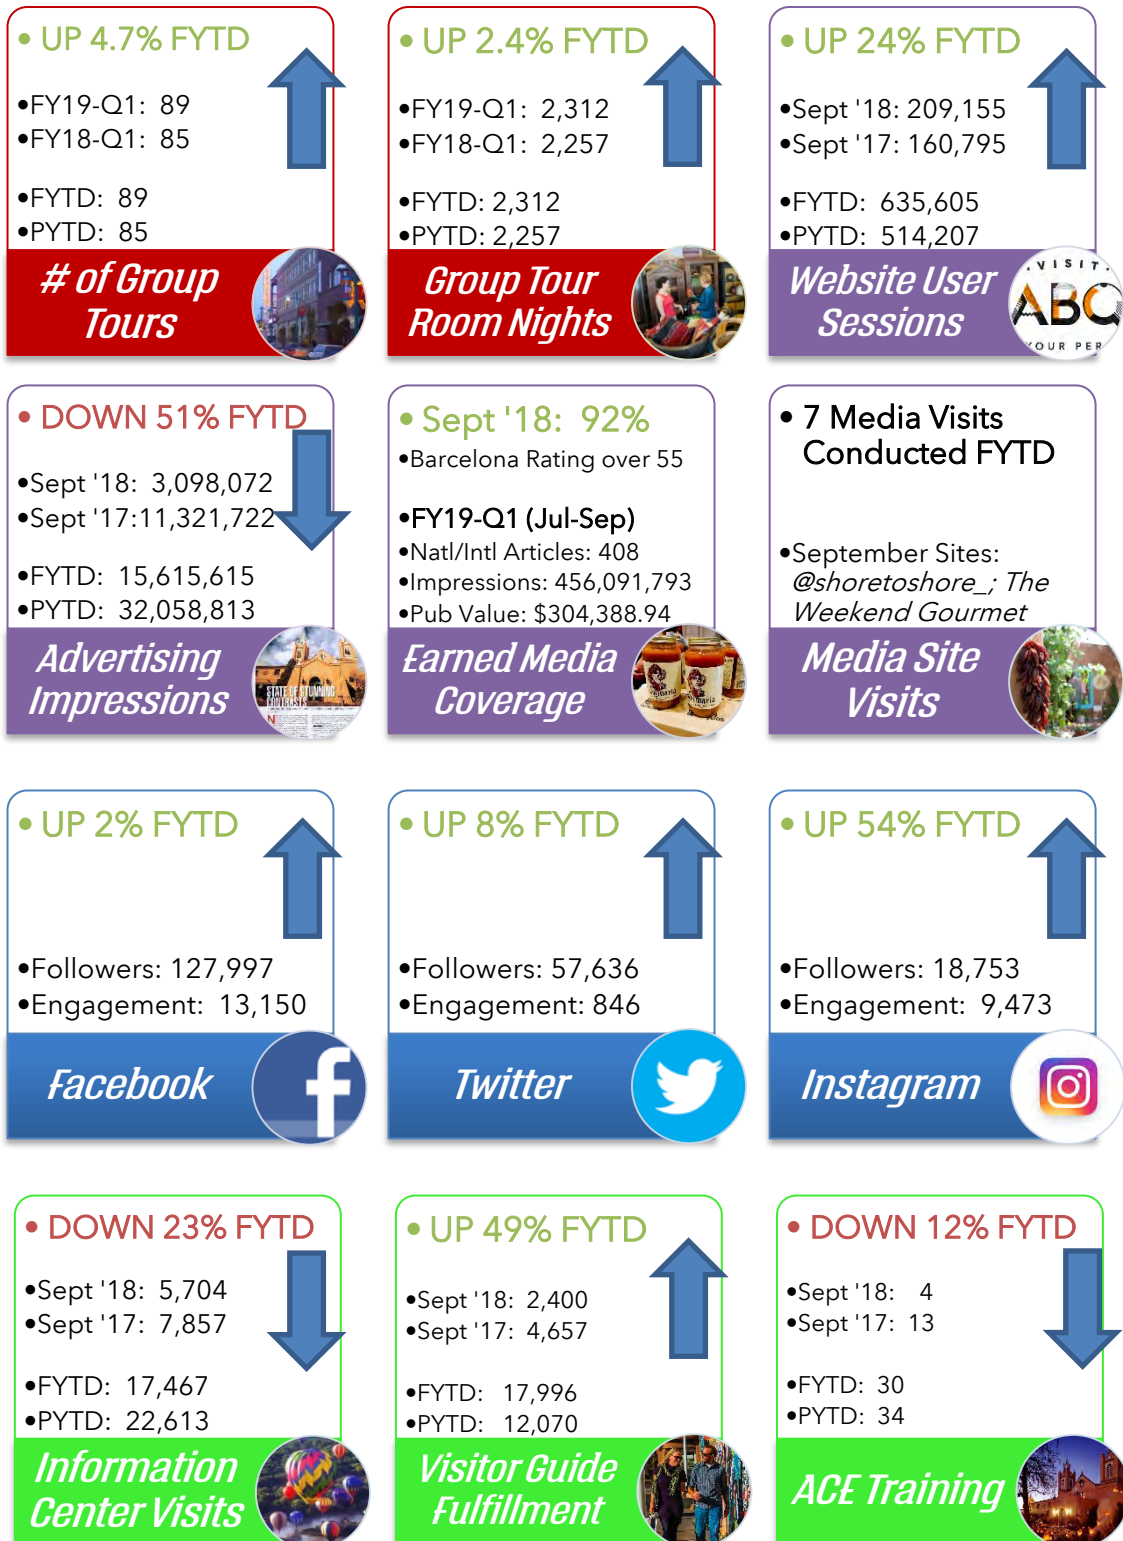 • UP 4.7% FYTD
•FY19-Q1: 89
•FY18-Q1: 85
•FYTD: 89
•PYTD: 85
# of Group
Tours
• UP 2.4% FYTD
•FY19-Q1: 2,312
•FY18-Q1: 2,257
•FYTD: 2,312
•PYTD: 2,257
Group Tour
Room Nights
• UP 24% FYTD
•Sept '18: 209,155
•Sept '17: 160,795
•FYTD: 635,605
•PYTD: 514,207
Website User
Sessions
VISIT
ABQ
YOUR PER
• DOWN 51% FYTD
•Sept '18: 3,098,072
•Sept '17:11,321,722
•FYTD: 15,615,615
•PYTD: 32,058,813
Advertising
Impressions
STATE OF STUNNING
CONTRASTS
• Sept '18: 92%
•Barcelona Rating over 55
•FY19-Q1 (Jul-Sep)
•Natl/Intl Articles: 408
•Impressions: 456,091,793
•Pub Value: $304,388.94
Earned Media
Coverage
• 7 Media Visits
Conducted FYTD
•September Sites:
@shoretoshore_; The
Weekend Gourmet
Media Site
Visits
• UP 2% FYTD
•Followers: 127,997
•Engagement: 13,150
Facebook
• UP 8% FYTD
•Followers: 57,636
•Engagement: 846
Twitter
• UP 54% FYTD
•Followers: 18,753
•Engagement: 9,473
Instagram
• DOWN 23% FYTD
•Sept '18: 5,704
•Sept '17: 7,857
•FYTD: 17,467
•PYTD: 22,613
Information
Center Visits
• UP 49% FYTD
•Sept '18: 2,400
•Sept '17: 4,657
•FYTD: 17,996
•PYTD: 12,070
Visitor Guide
Fulfillment
• DOWN 12% FYTD
•Sept '18: 4
•Sept '17: 13
•FYTD: 30
•PYTD: 34
ACE Training